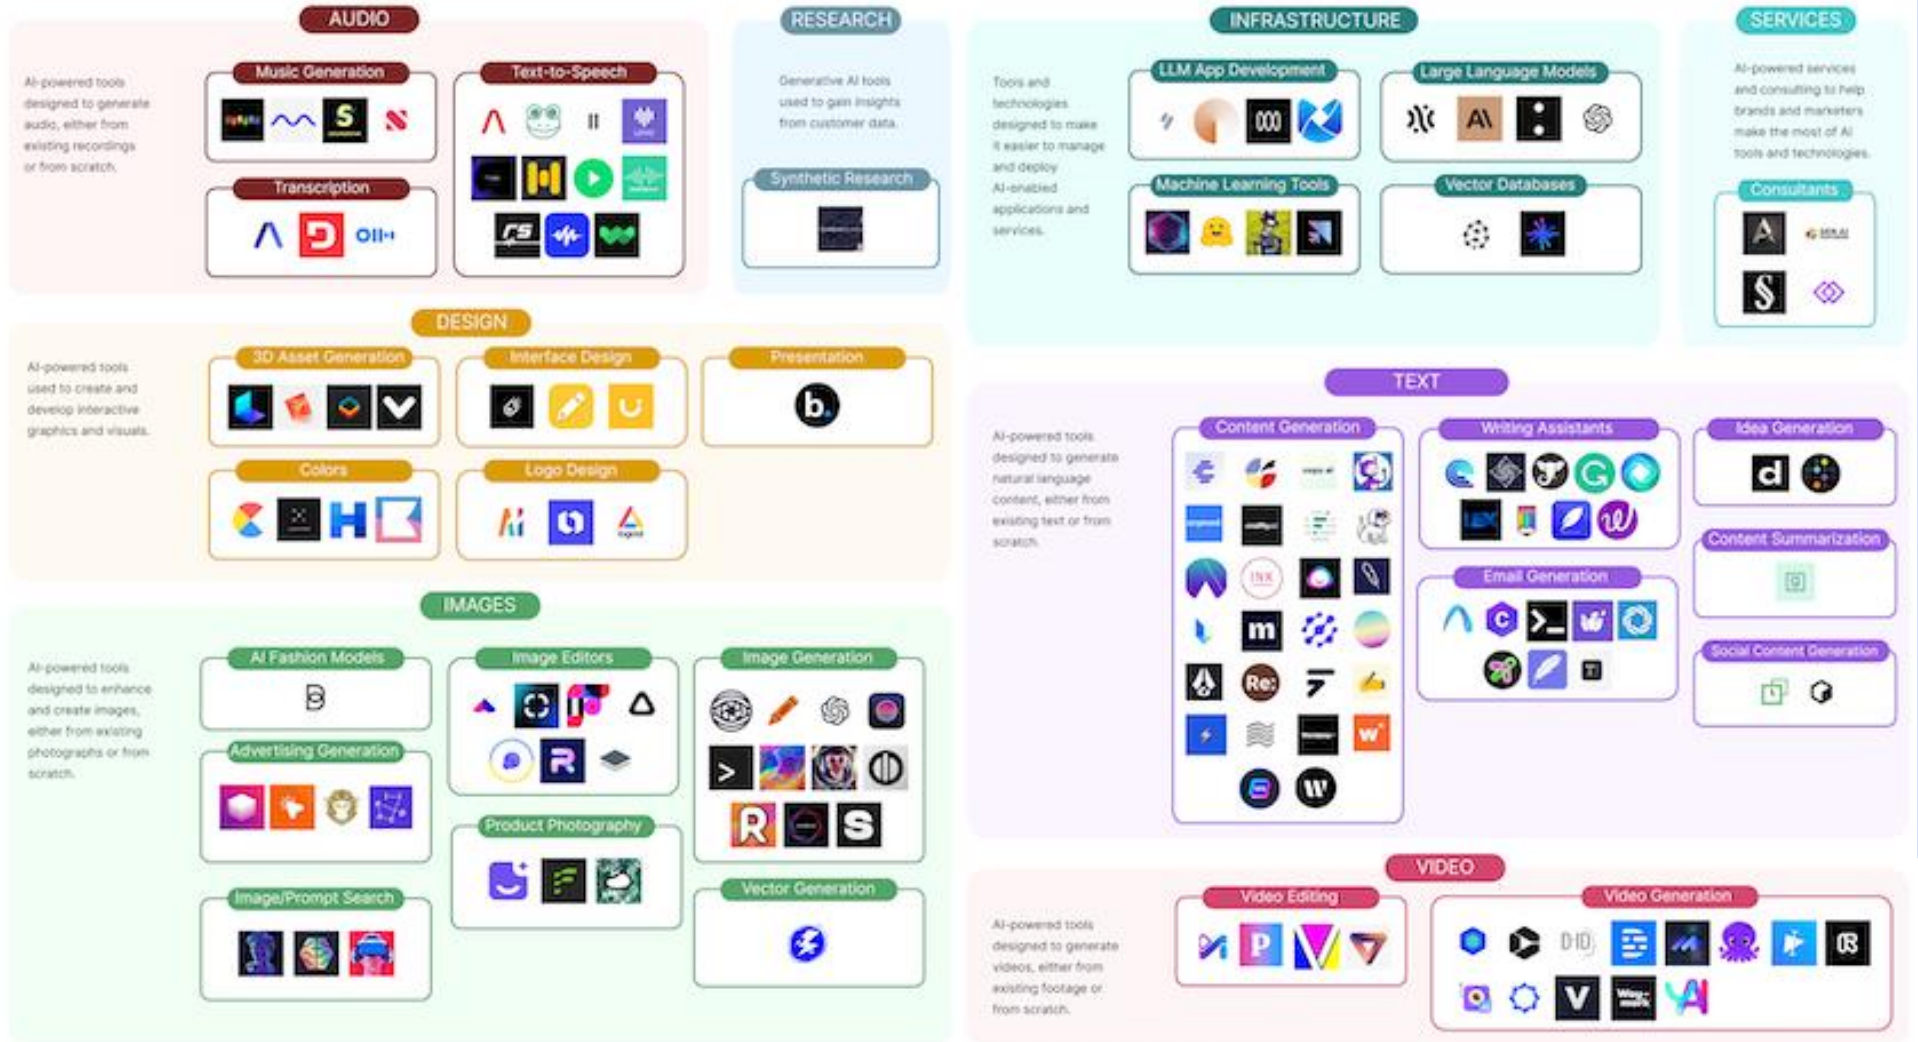 AUDIO
AI-powered tools
designed to generate
audio, either from
existing recordings
or from scratch.
Music Generation
Text-to-Speech
Transcription
RESEARCH
Generative AI tools
used to gain insights
from customer data.
Synthetic Research
INFRASTRUCTURE
Tools and
technologies
designed to make
it easier to manage
and deploy
AI-enabled
applications and
services.
LLM App Development
Large Language Models
Machine Learning Tools
Vector Databases
SERVICES
AI-powered services
and consulting to help
brands and marketers
make the most of AI
tools and technologies.
Consultants
DESIGN
AI-powered tools
used to create and
develop interactive
graphics and visuals.
3D Asset Generation
Interface Design
Presentation
b.
Colors
Logo Design
TEXT
AI-powered tools
designed to generate
natural language
content, either from
existing text or from
scratch.
Content Generation
INK
m
Re:
W
Writing Assistants
LEX
Idea Generation
d
Content Summarization
Email Generation
C
Social Content Generation
IMAGES
AI-powered tools
designed to enhance
and create images,
either from existing
photographs or from
scratch.
AI Fashion Models
Image Editors
R
Image Generation
R
S
Advertising Generation
Product Photography
Image/Prompt Search
Vector Generation
VIDEO
AI-powered tools
designed to generate
videos, either from
existing footage or
from scratch.
Video Editing
P
Video Generation
D-ID
V
Way-
mark